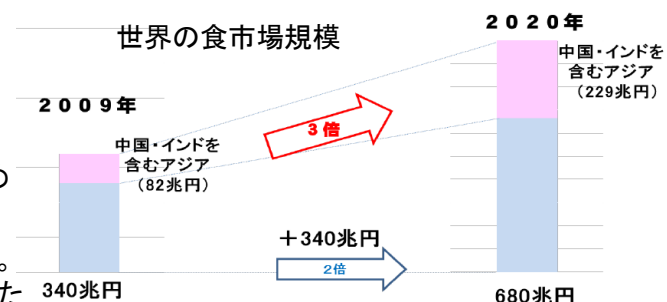 世界の食市場規模
2020年
中国・インドを
含むアジア
(229兆円)
2009年
中国・インドを
含むアジア
(82兆円)
3倍
の
+340兆円
2倍
。
た
340兆円
680兆円